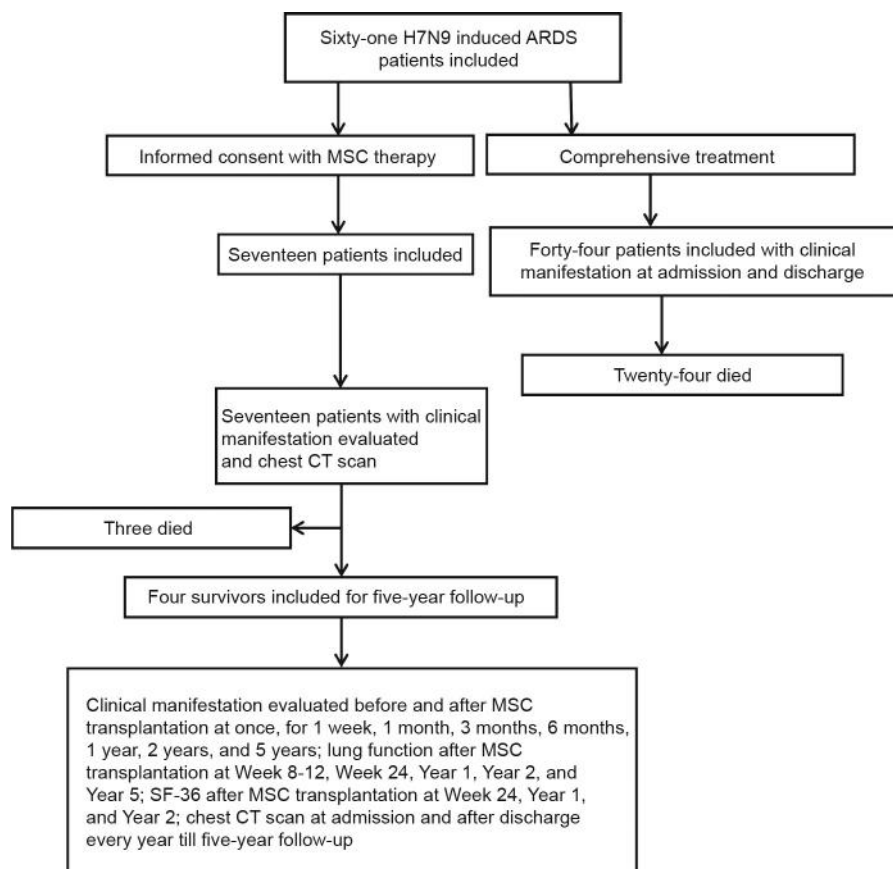 Sixty-one H7N9 induced ARDS
patients included
Informed consent with MSC therapy
Comprehensive treatment
Seventeen patients included
Forty-four patients included with clinical
manifestation at admission and discharge
Twenty-four died
Seventeen patients with clinical
manifestation evaluated
and chest CT scan
Three died
Four survivors included for five-year follow-up
Clinical manifestation evaluated before and after MSC
transplantation at once, for 1 week, 1 month, 3 months, 6 months,
1 year, 2 years, and 5 years; lung function after MSC
transplantation at Week 8-12, Week 24, Year 1, Year 2, and
Year 5; SF-36 after MSC transplantation at Week 24, Year 1,
and Year 2; chest CT scan at admission and after discharge
every year till five-year follow-up